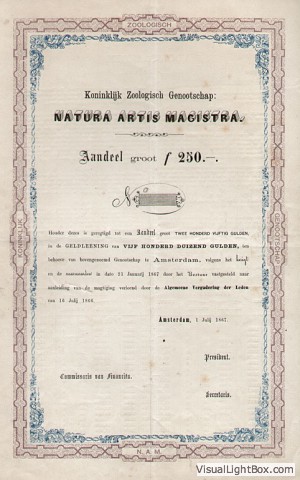 ZOOLOGISCH
Koninklijk Zoologisch Genootschap:
NATURA ARTIS MAGISTRA.
Aandeel groot f 250.—.
No
Houder dezes is geregtigd tot een Aandeel groot TWEE HONDERD VIJFTIG GULDEN,
in de GELDLEENING van VIJF HONDERD DUIZEND GULDEN, ten
behoeve van bovengenoemd Genootschap te Amsterdam, volgens het
en de voorwaarden in dato 15 Januarij 1867 door het Bestuur vastgesteld naar
aanleiding van de magtiging verleend door de Algemeene Vergadering der Leden
van 18 Julij 1866.
Amsterdam, 1 Julij 1867.
President.
Commissaris van Financiën.
Secretaris.
KONINKLIJK
GENOOTSCHAP
N.A.M.
VisualLightBox.com